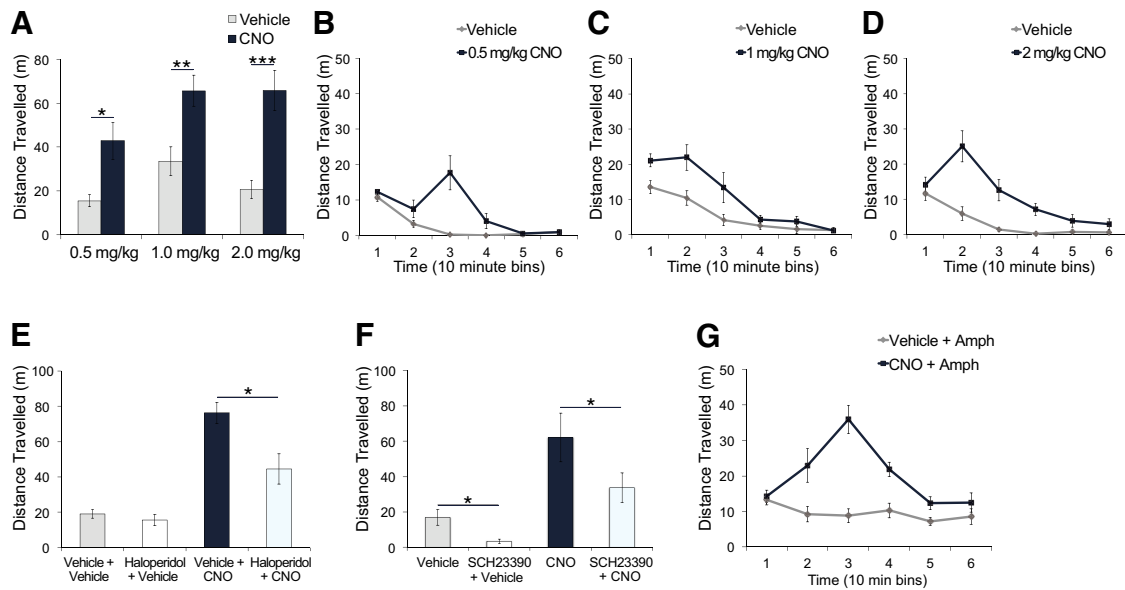 A
Vehicle
CNO
Distance Travelled (m)
80
60
40
20
0
*
**
***
0.5 mg/kg 1.0 mg/kg 2.0 mg/kg
B
Vehicle
0.5 mg/kg CNO
Distance Travelled (m)
50
40
30
20
10
0
1 2 3 4 5 6
Time (10 minute bins)
C
Vehicle
1 mg/kg CNO
Distance Travelled (m)
50
40
30
20
10
0
1 2 3 4 5 6
Time (10 minute bins)
D
Vehicle
2 mg/kg CNO
Distance Travelled (m)
50
40
30
20
10
0
1 2 3 4 5 6
Time (10 minute bins)
E
Distance Travelled (m)
100
80
60
40
20
0
*
Vehicle + Haloperidol Vehicle + Haloperidol
Vehicle + Vehicle CNO + CNO
F
Distance Travelled (m)
100
80
60
40
20
0
*
*
Vehicle SCH23390 CNO SCH23390
+ Vehicle + CNO
G
Vehicle + Amph
CNO + Amph
Distance Travelled (m)
50
40
30
20
10
0
1 2 3 4 5 6
Time (10 min bins)